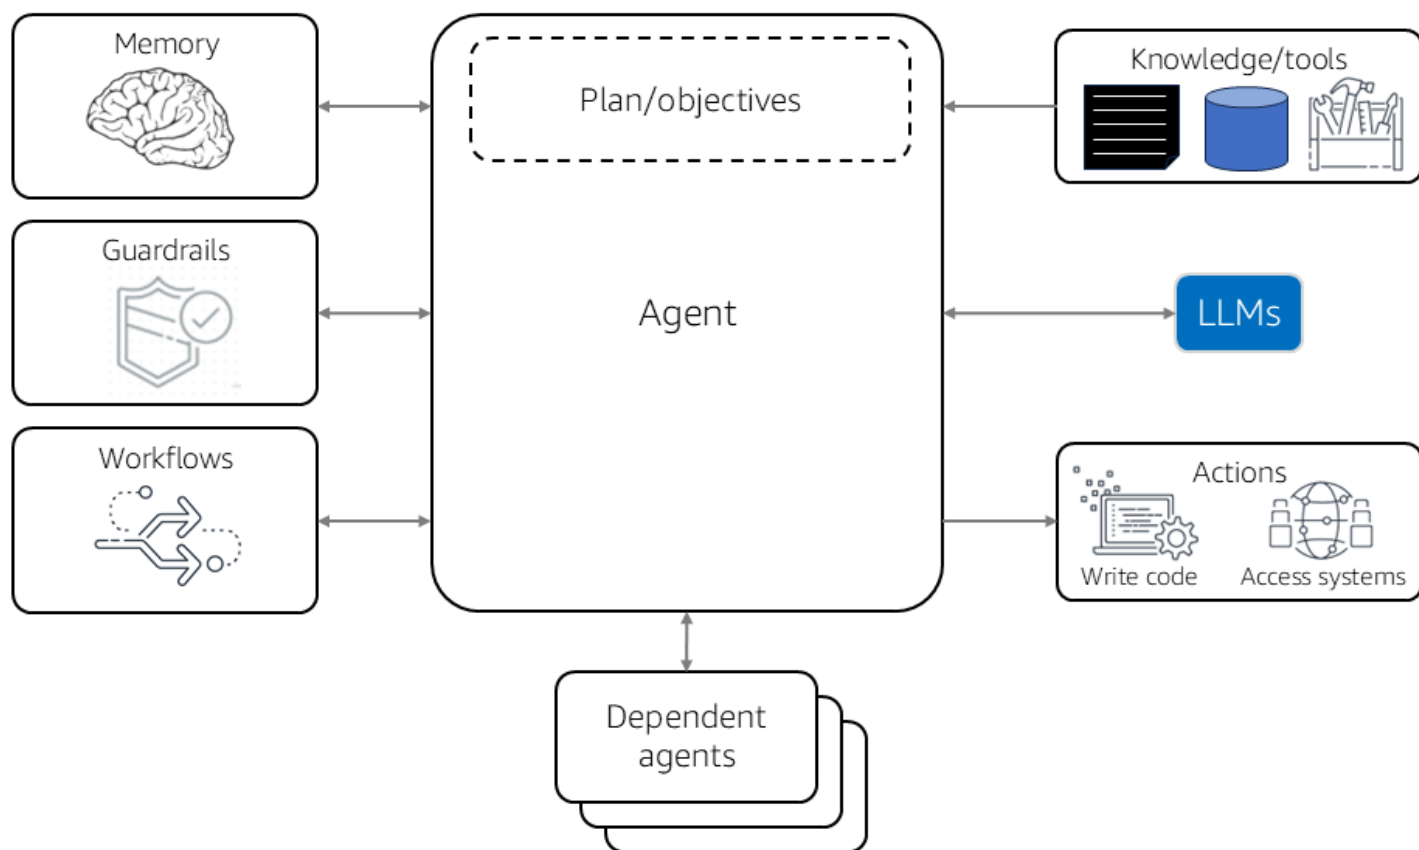 Memory
Plan/objectives
Knowledge/tools
Guardrails
Agent
LLMs
Workflows
Actions
Write code
Access systems
Dependent
agents